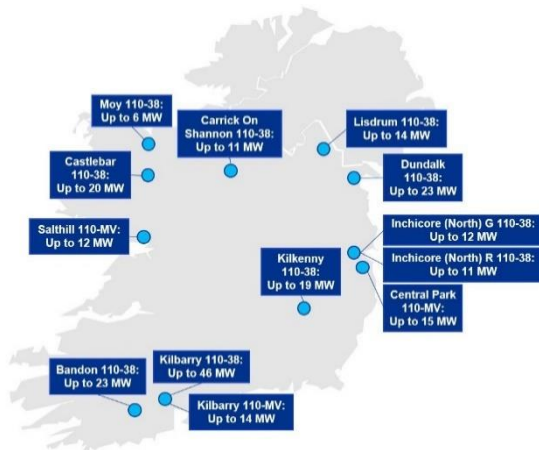 Moy 110-38:
Up to 6 MW
Carrick On
Shannon 110-38:
Up to 11 MW
Lisdrum 110-38:
Up to 14 MW
Castlebar
110-38:
Up to 20 MW
Dundalk
110-38:
Up to 23 MW
Salthill 110-MV:
Up to 12 MW
Inchicore (North) G 110-38:
Up to 12 MW
Kilkenny
110-38:
Up to 19 MW
Inchicore (North) R 110-38:
Up to 11 MW
Central Park
110-MV:
Up to 15 MW
Bandon 110-38:
Up to 23 MW
Kilbarry 110-38:
Up to 46 MW
Kilbarry 110-MV:
Up to 14 MW